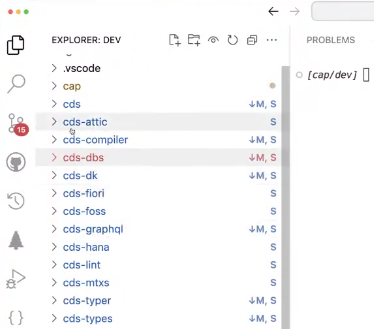 EXPLORER: DEV
PROBLEMS
.vscode
[cap/dev]
cap
cds ↓M, S
cds-attic S
15
cds-compiler ↓M, S
cds-dbs S
cds-dk ↓M, S
cds-fiori S
cds-foss S
cds-graphql ↓M, S
cds-hana S
cds-lint S
cds-mtxs S
cds-typer ↓M, S
cds-types ↓M, S